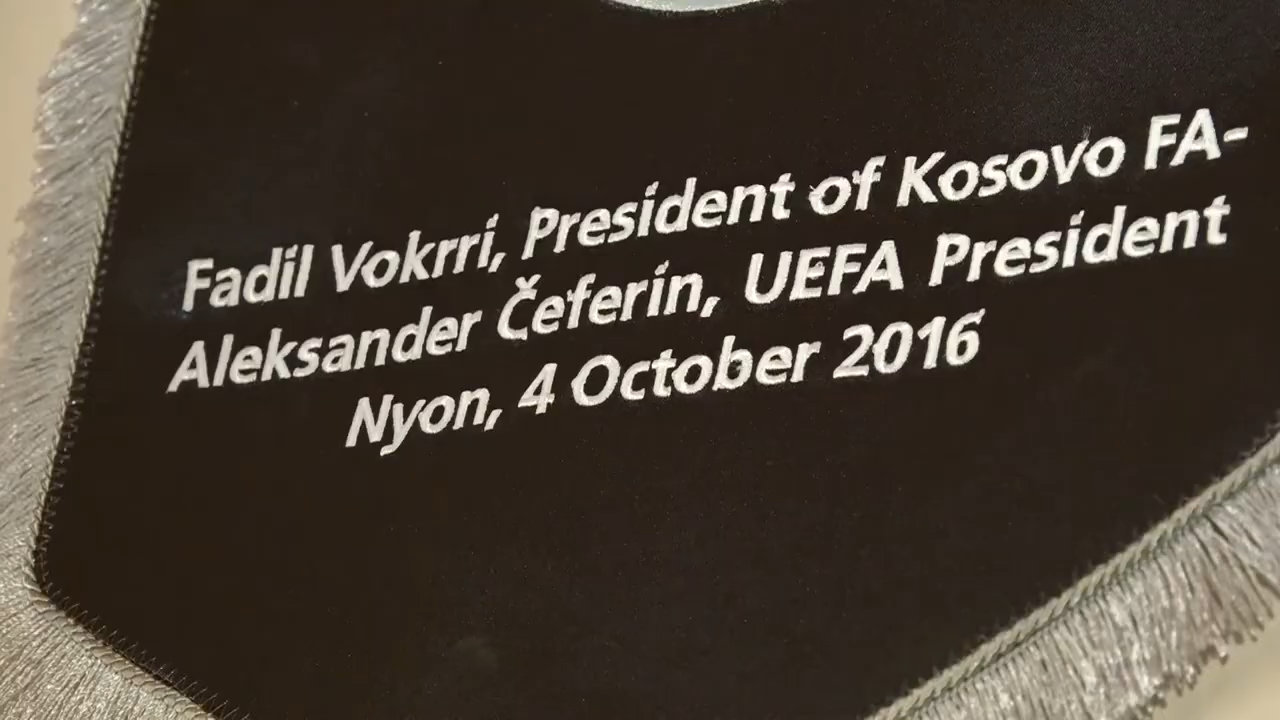 Fadil Vokrri, President of Kosovo FA-
Aleksander Čeferin, UEFA President
Nyon, 4 October 2016